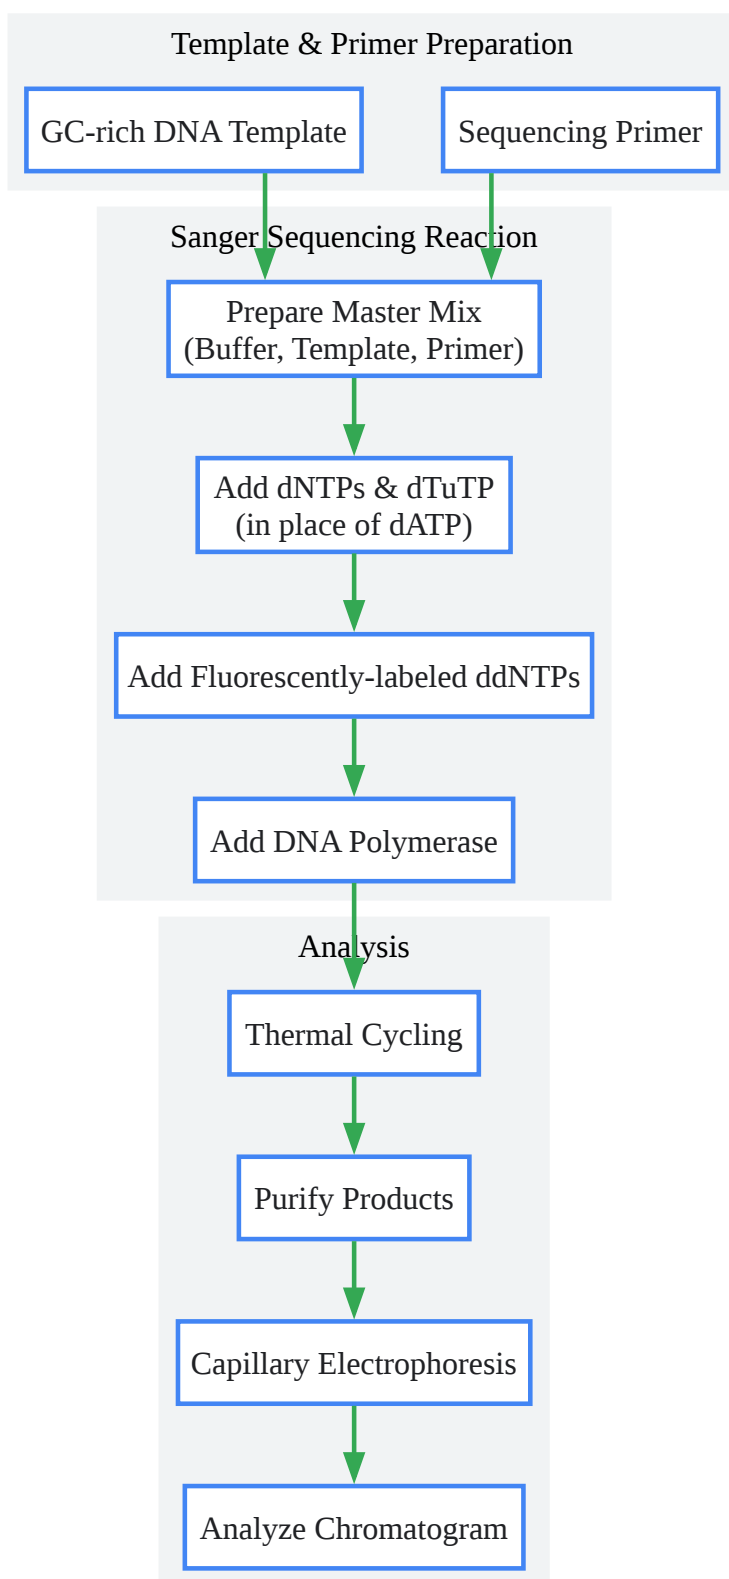 Template & Primer Preparation
GC-rich DNA Template
Sequencing Primer
Sanger Sequencing Reaction
Prepare Master Mix
(Buffer, Template, Primer)
Add dNTPs & dTuTP
(in place of dATP)
Add Fluorescently-labeled ddNTPs
Add DNA Polymerase
Analysis
Thermal Cycling
Purify Products
Capillary Electrophoresis
Analyze Chromatogram